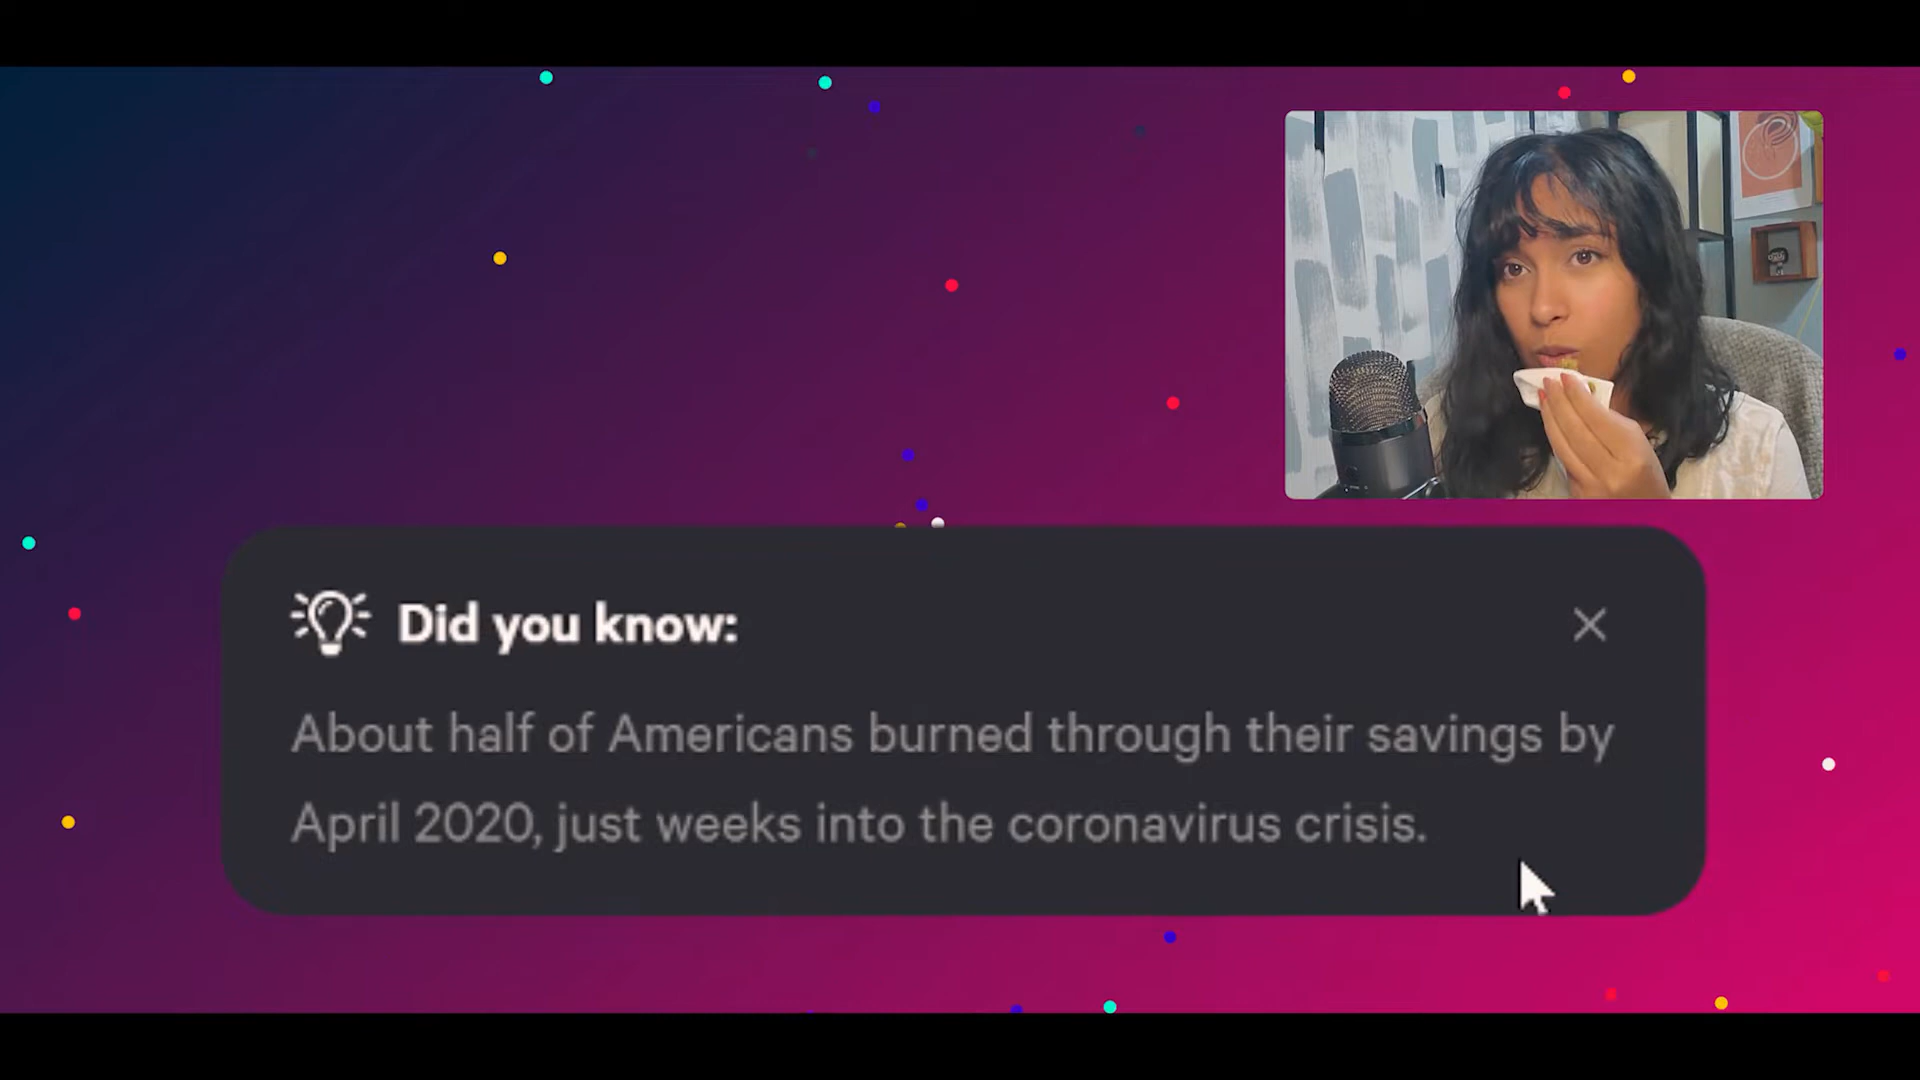 Did you know:
About half of Americans burned through their savings by
April 2020, just weeks into the coronavirus crisis.